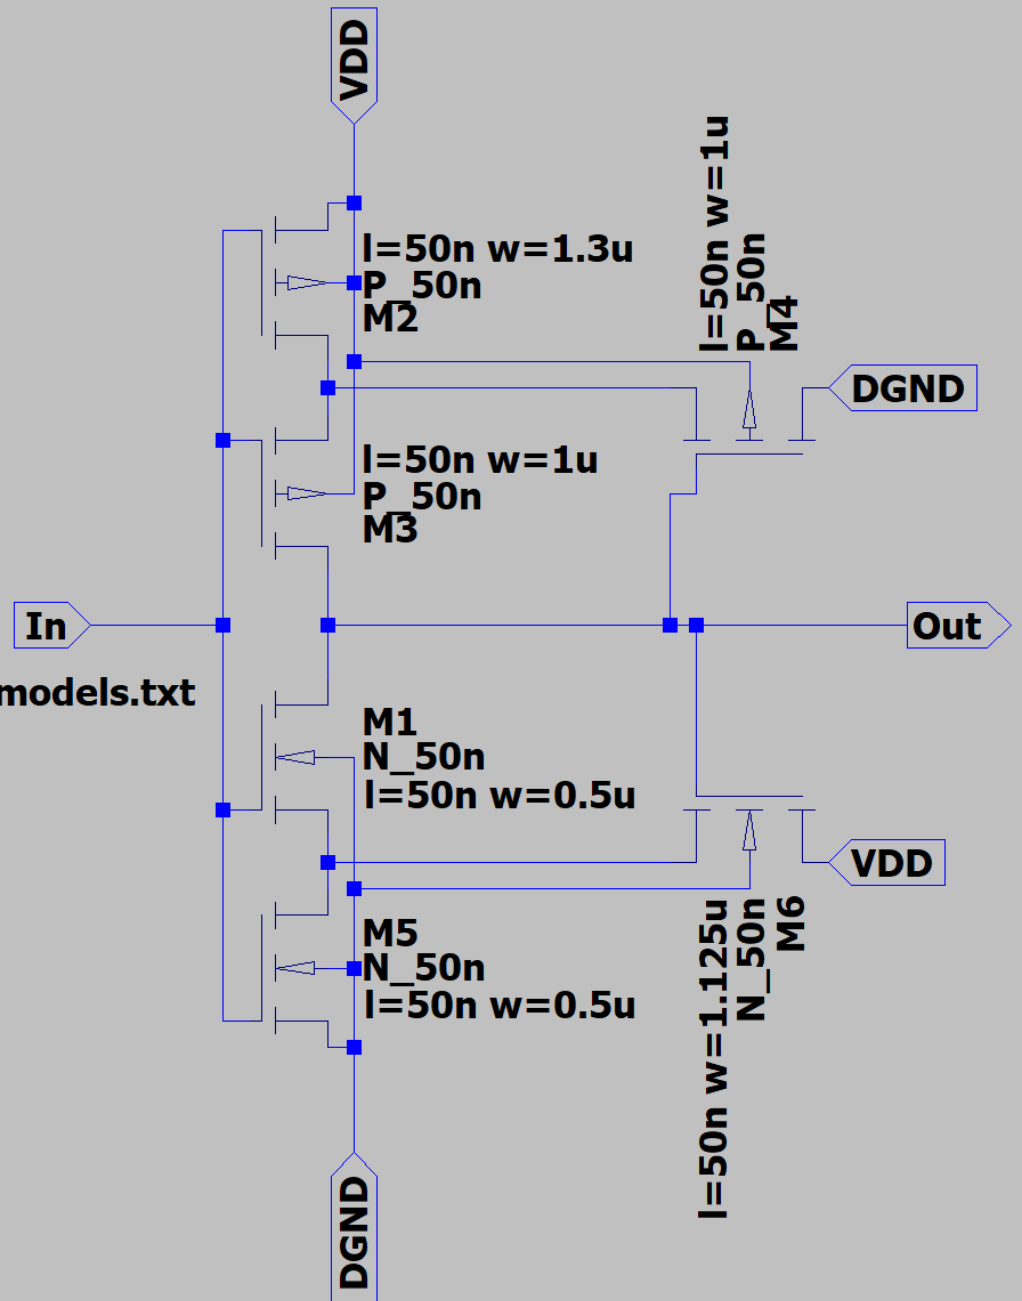 VDD
l=50n w=1.3u
P_50n
M2
l=50n w=1u
P_50n
M4
DGND
l=50n w=1u
P_50n
M3
In
Out
models.txt
M1
N_50n
l=50n w=0.5u
VDD
M5
N_50n
l=50n w=0.5u
l=50n w=1.125u
N_50n
M6
DGND